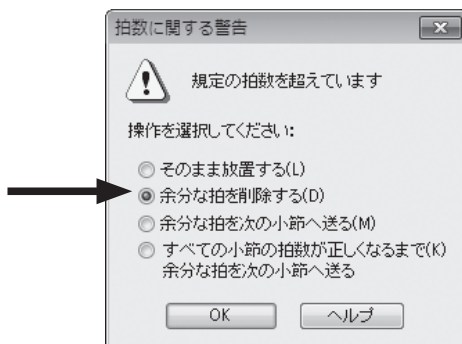 拍数に関する警告
規定の拍数を超えています
操作を選択してください:
そのまま放置する(L)
余分な拍を削除する(D)
余分な拍を次の小節へ送る(M)
すべての小節の拍数が正しくなるまで(K)
余分な拍を次の小節へ送る
OK ヘルプ